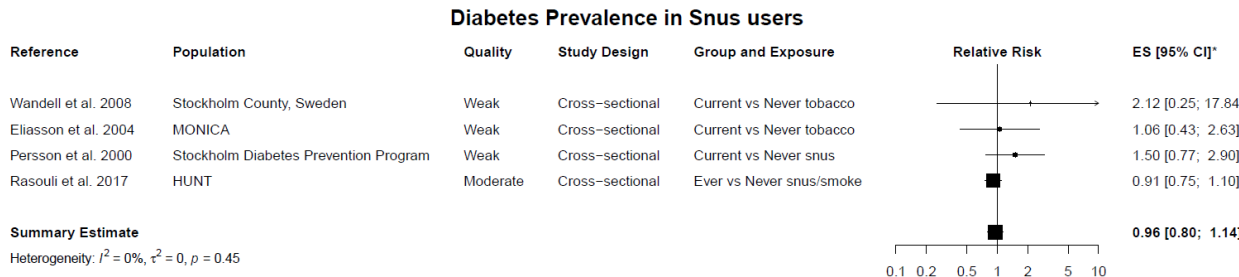 Diabetes Prevalence in Snus users
Reference Population Quality Study Design Group and Exposure Relative Risk ES [95% CI]*
Wandell et al. 2008 Stockholm County, Sweden Weak Cross−sectional Current vs Never tobacco 2.12 [0.25; 17.84
Eliasson et al. 2004 MONICA Weak Cross−sectional Current vs Never tobacco 1.06 [0.43; 2.63]
Persson et al. 2000 Stockholm Diabetes Prevention Program Weak Cross−sectional Current vs Never snus 1.50 [0.77; 2.90]
Rasouli et al. 2017 HUNT Moderate Cross−sectional Ever vs Never snus/smoke 0.91 [0.75; 1.10]
Summary Estimate 0.96 [0.80; 1.14]
Heterogeneity: I² = 0%, τ² = 0, p = 0.45
0.1 0.2 0.5 1 2 5 10